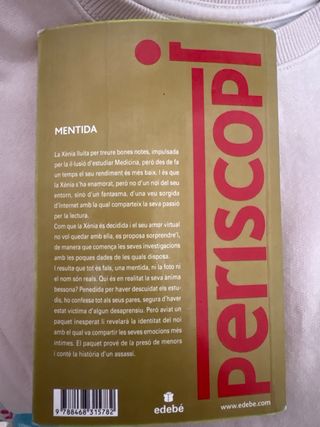 MENTIDA
La Xènia lluita per treure bones notes, impulsada
per la il·lusió d'estudiar Medicina, però des de fa
un temps el seu rendiment és més baix. I és que
la Xènia s'ha enamorat, però no d'un noi del seu
entorn, sino d'un fantasma, d'una veu sorgida
d'Internet amb la qual comparteix la seva passió
per la lectura.
Com que la Xènia és decidida i el seu amor virtual
no vol quedar amb ella, es proposa sorprendre'l,
de manera que comença les seves investigacions
amb les poques dades de les quals disposa.
I resulta que tot és fals, una mentida, ni la foto ni
el nom són reals. Qui és en realitat la seva ànima
bessona? Penedida per haver descuidat els estu-
dis, ho confessa tot als seus pares, segura d'haver
estat víctima d'algun desaprensiu. Però aviat un
paquet inesperat li revelarà la identitat del noi
amb el qual va compartir les seves emocions més
íntimes. El paquet prové de la presó de menors
i conté la història d'un assassí.
periscopi
9 788468 315782
edebé
www.edebe.com